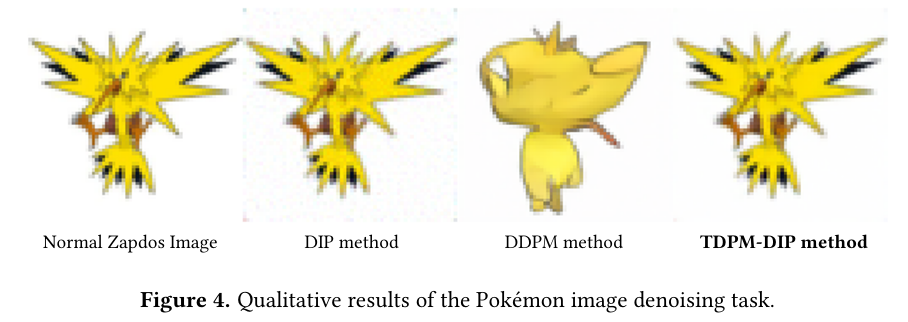 Normal Zapdos Image DIP method DDPM method TDPM-DIP method
Figure 4. Qualitative results of the Pokémon image denoising task.